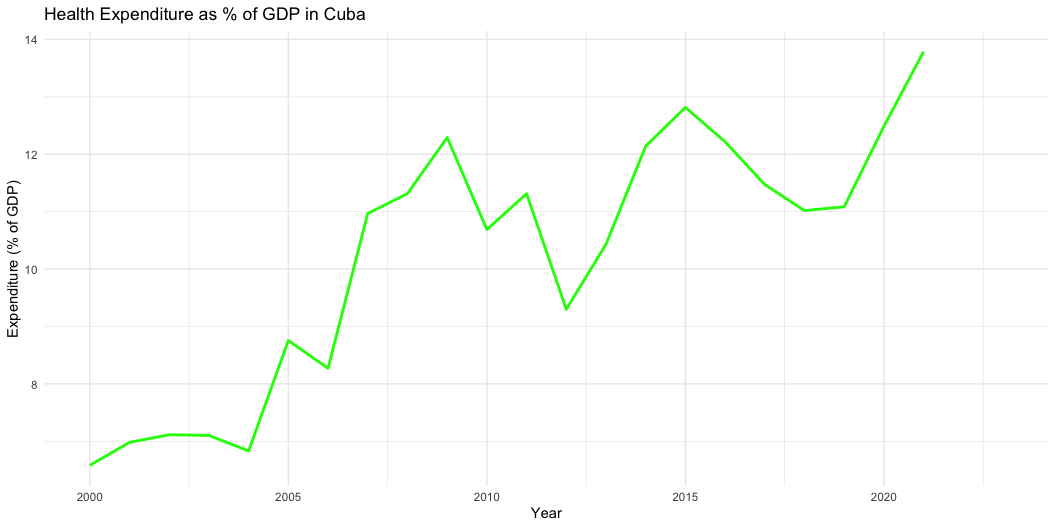 Health Expenditure as % of GDP in Cuba
14
12
10
8
Expenditure (% of GDP)
2000 2005 2010 2015 2020
Year